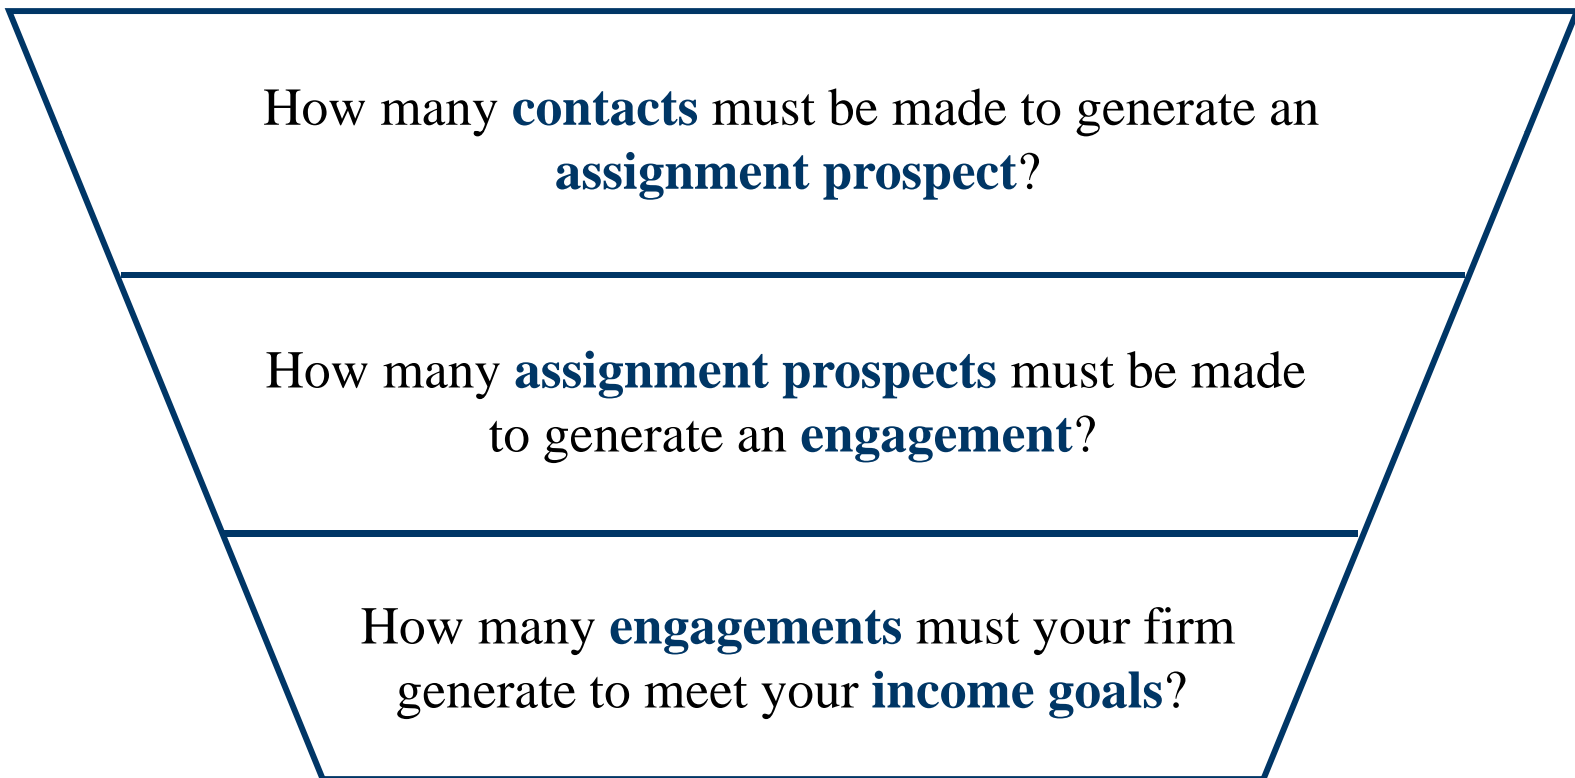 How many contacts must be made to generate an
assignment prospect?
How many assignment prospects must be made
to generate an engagement?
How many engagements must your firm
generate to meet your income goals?